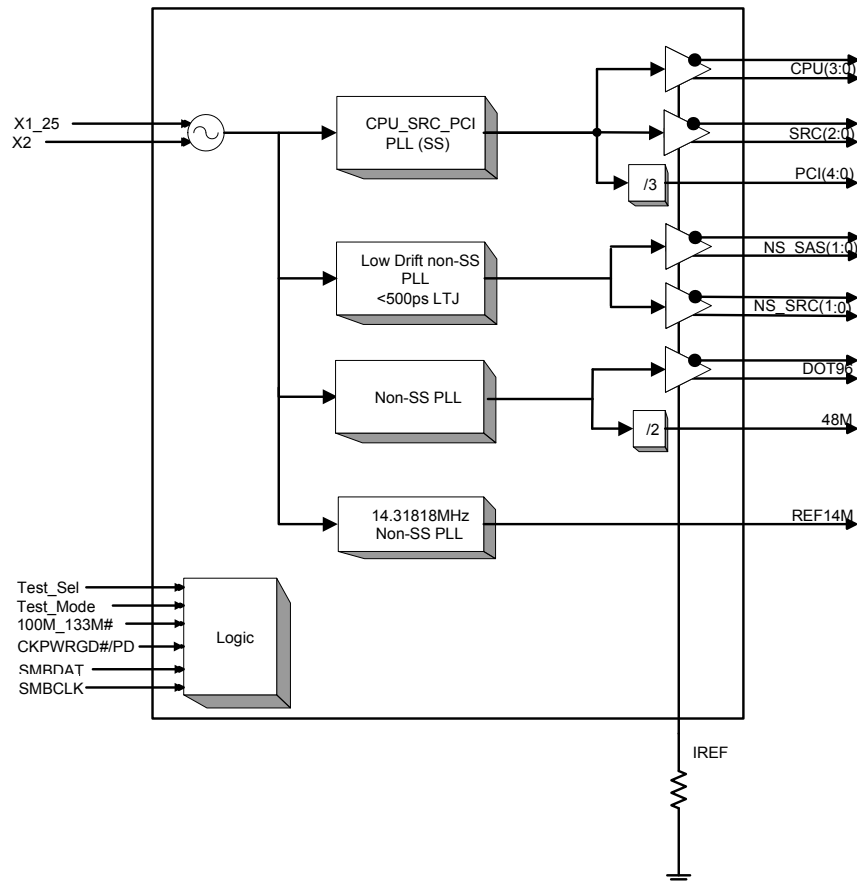 CPU(3:0)
X1_25
X2
CPU_SRC_PCI
PLL (SS)
SRC(2:0)
/3
PCI(4:0)
Low Drift non-SS
PLL
<500ps LTJ
NS_SAS(1:0)
NS_SRC(1:0)
Non-SS PLL
DOT96
/2
48M
14.31818MHz
Non-SS PLL
REF14M
Test_Sel
Test_Mode
100M_133M#
CKPWRGD#/PD
SMBDAT
SMBCLK
Logic
IREF